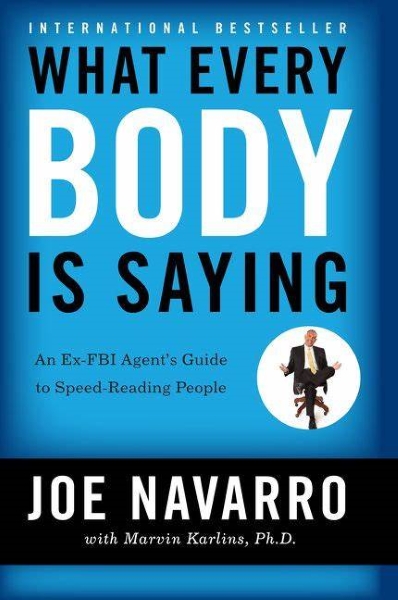 INTERNATIONAL BESTSELLER
WHAT EVERY
BODY
IS SAYING
An Ex-FBI Agent's Guide
to Speed-Reading People
JOE NAVARRO
with Marvin Karlins, Ph.D.